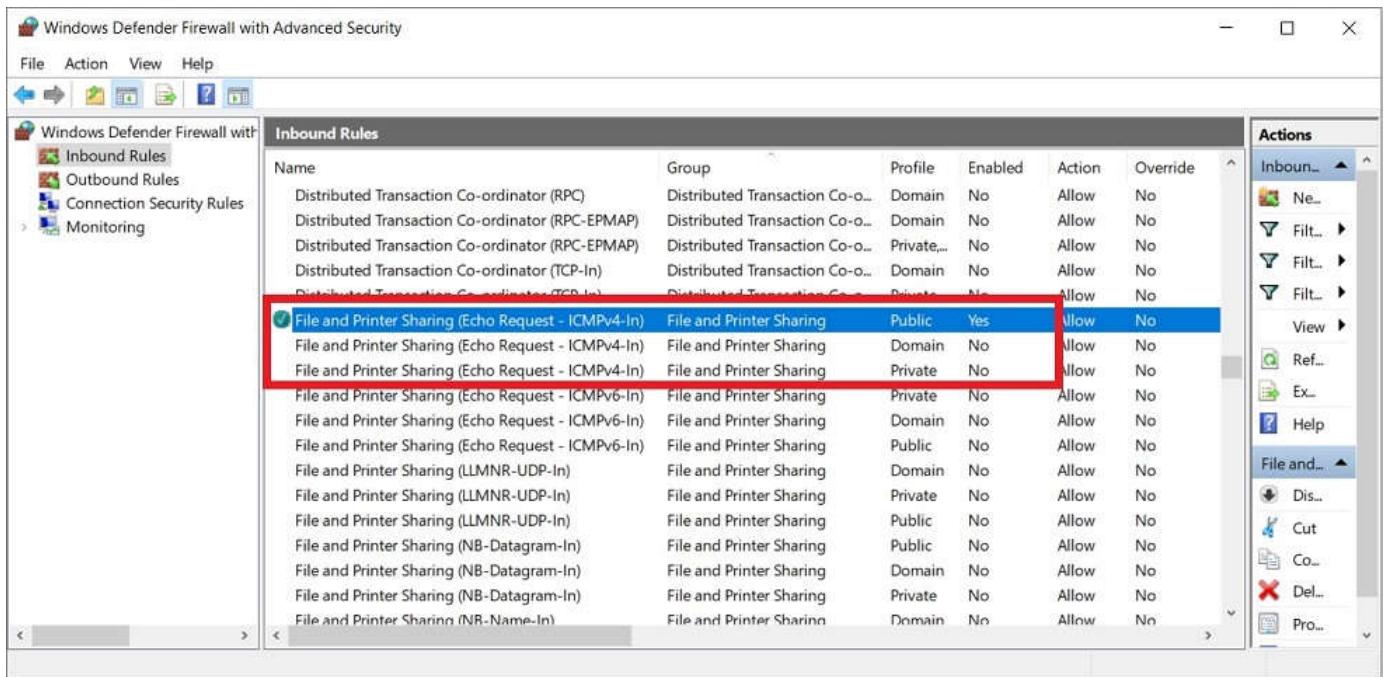 Windows Defender Firewall with Advanced Security
File Action View Help
Windows Defender Firewall with
Inbound Rules
Outbound Rules
Connection Security Rules
Monitoring
Inbound Rules
Name Group Profile Enabled Action Override
Distributed Transaction Co-ordinator (RPC) Distributed Transaction Co-o... Domain No Allow No
Distributed Transaction Co-ordinator (RPC-EPMAP) Distributed Transaction Co-o... Domain No Allow No
Distributed Transaction Co-ordinator (RPC-EPMAP) Distributed Transaction Co-o... Private,... No Allow No
Distributed Transaction Co-ordinator (TCP-In) Distributed Transaction Co-o... Domain No Allow No
Distributed Transaction Co-ordinator (TCP-In) Distributed Transaction Co-o... Private No Allow No
File and Printer Sharing (Echo Request - ICMPv4-In) File and Printer Sharing Public Yes Allow No
File and Printer Sharing (Echo Request - ICMPv4-In) File and Printer Sharing Domain No Allow No
File and Printer Sharing (Echo Request - ICMPv4-In) File and Printer Sharing Private No Allow No
File and Printer Sharing (Echo Request - ICMPv6-In) File and Printer Sharing Private No Allow No
File and Printer Sharing (Echo Request - ICMPv6-In) File and Printer Sharing Domain No Allow No
File and Printer Sharing (Echo Request - ICMPv6-In) File and Printer Sharing Public No Allow No
File and Printer Sharing (LLMNR-UDP-In) File and Printer Sharing Domain No Allow No
File and Printer Sharing (LLMNR-UDP-In) File and Printer Sharing Private No Allow No
File and Printer Sharing (LLMNR-UDP-In) File and Printer Sharing Public No Allow No
File and Printer Sharing (NB-Datagram-In) File and Printer Sharing Public No Allow No
File and Printer Sharing (NB-Datagram-In) File and Printer Sharing Domain No Allow No
File and Printer Sharing (NB-Datagram-In) File and Printer Sharing Private No Allow No
File and Printer Sharing (NB-Name-In) File and Printer Sharing Domain No Allow No
Actions
Inboun...
Ne...
Filt...
Filt...
Filt...
View
Ref...
Ex...
Help
File and...
Dis...
Cut
Co...
Del...
Pro...